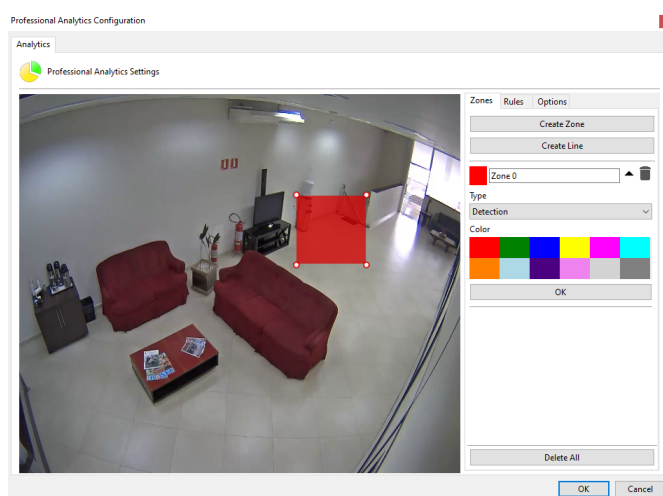 Professional Analytics Configuration
Analytics
Professional Analytics Settings
Zones Rules Options
Create Zone
Create Line
Zone 0
Type
Detection
Color
OK
Delete All
OK Cancel